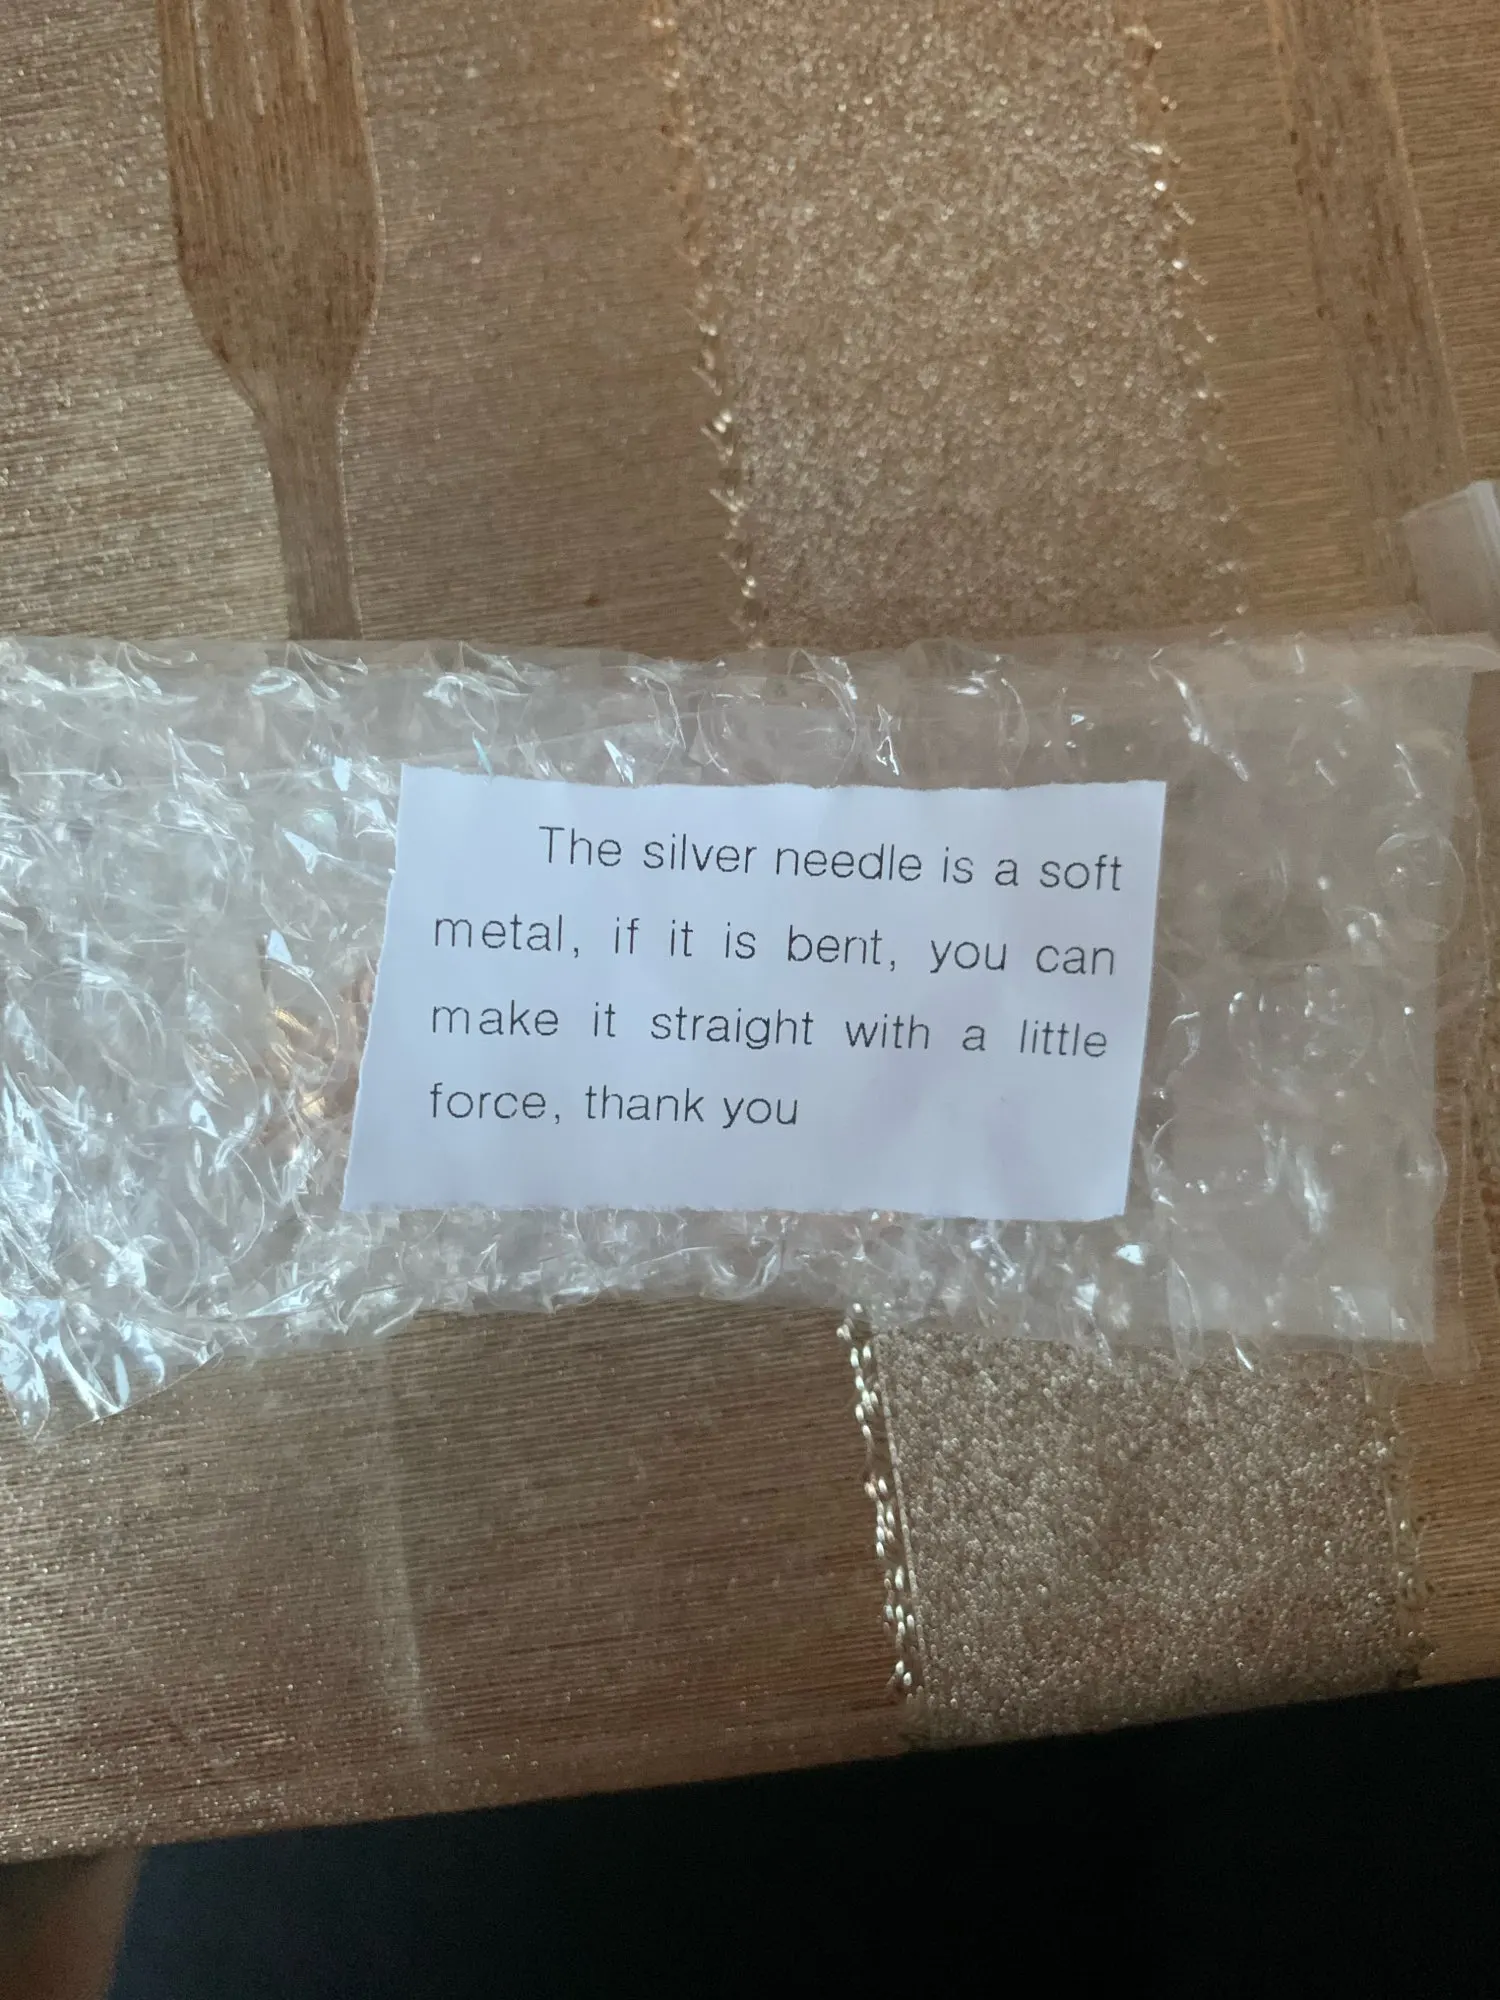 The silver needle is a soft
metal, if it is bent, you can
make it straight with a little
force, thank you